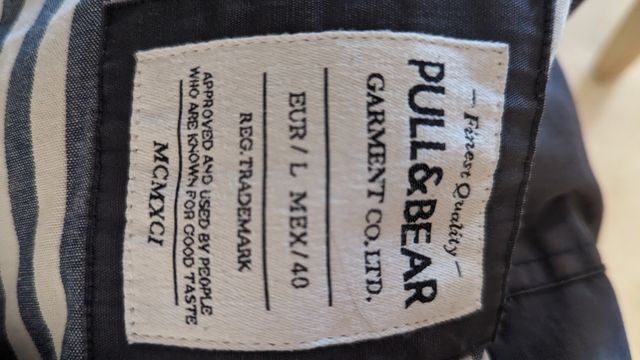 — Finest Quality —
PULL&BEAR
GARMENT CO.LTD.
EUR/L MEX/40
REG.TRADEMARK
APPROVED AND USED BY PEOPLE
WHO ARE KNOWN FOR GOOD TASTE
MCMXCI